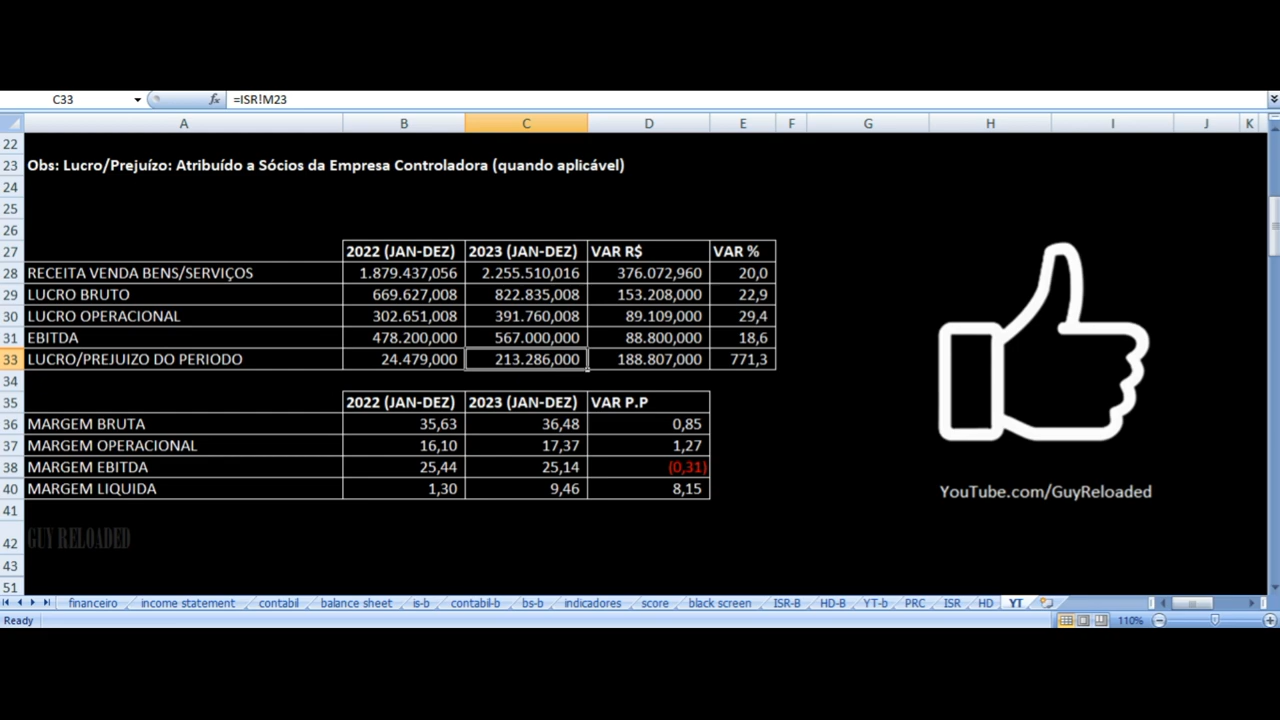 C33 fx =ISR!M23
A B C D E F G H I J K
22
23 Obs: Lucro/Prejuízo: Atribuído a Sócios da Empresa Controladora (quando aplicável)
24
25
26
27 2022 (JAN-DEZ) 2023 (JAN-DEZ) VAR R$ VAR %
28 RECEITA VENDA BENS/SERVIÇOS 1.879.437,056 2.255.510,016 376.072,960 20,0
29 LUCRO BRUTO 669.627,008 822.835,008 153.208,000 22,9
30 LUCRO OPERACIONAL 302.651,008 391.760,008 89.109,000 29,4
31 EBITDA 478.200,000 567.000,000 88.800,000 18,6
33 LUCRO/PREJUIZO DO PERIODO 24.479,000 213.286,000 188.807,000 771,3
34
35 2022 (JAN-DEZ) 2023 (JAN-DEZ) VAR P.P
36 MARGEM BRUTA 35,63 36,48 0,85
37 MARGEM OPERACIONAL 16,10 17,37 1,27
38 MARGEM EBITDA 25,44 25,14 (0,31)
40 MARGEM LIQUIDA 1,30 9,46 8,15
YouTube.com/GuyReloaded
41
42 GUY RELOADED
43
51
financeiro income statement contabil balance sheet is-b contabil-b bs-b indicadores score black screen ISR-B HD-B YT-b PRC ISR HD YT
Ready 110%